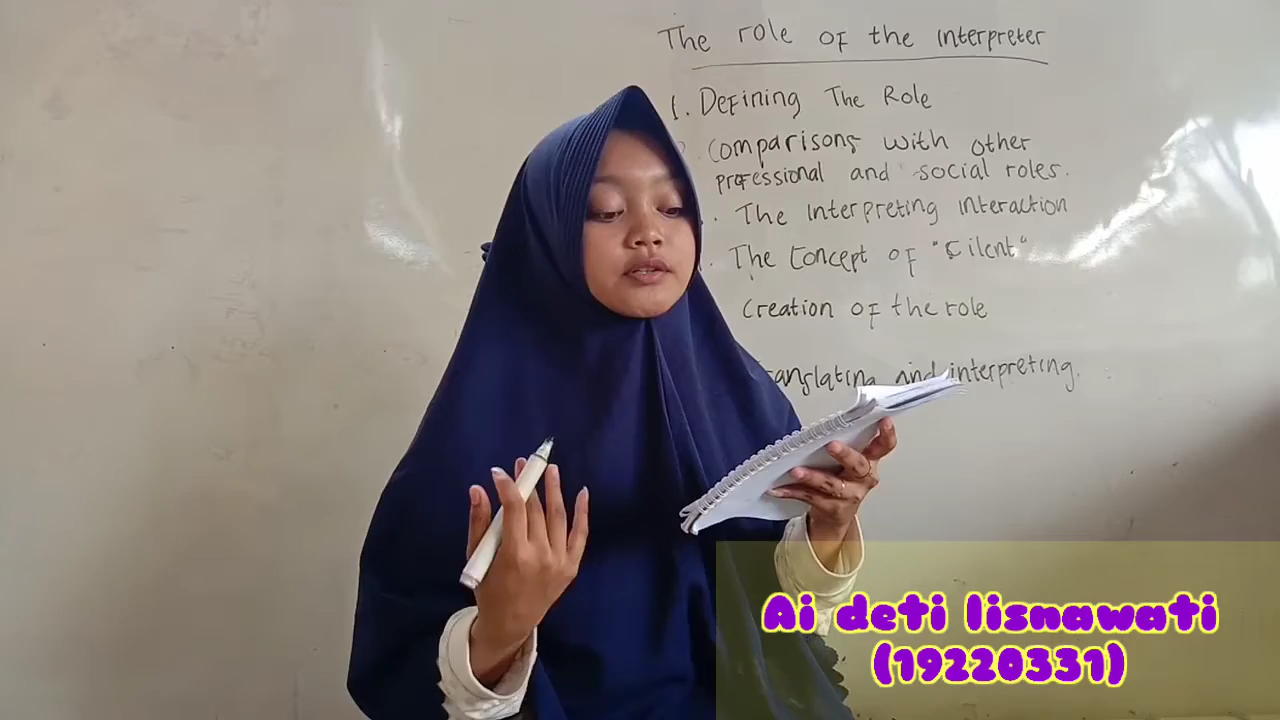 The role of the interpreter
1. Defining The Role
Comparisons with other
professional and social roles.
. The interpreting interaction
. The Concept of "Cilent"
Creation of the role
and interpreting.
Ai deti lisnawati
(19220331)